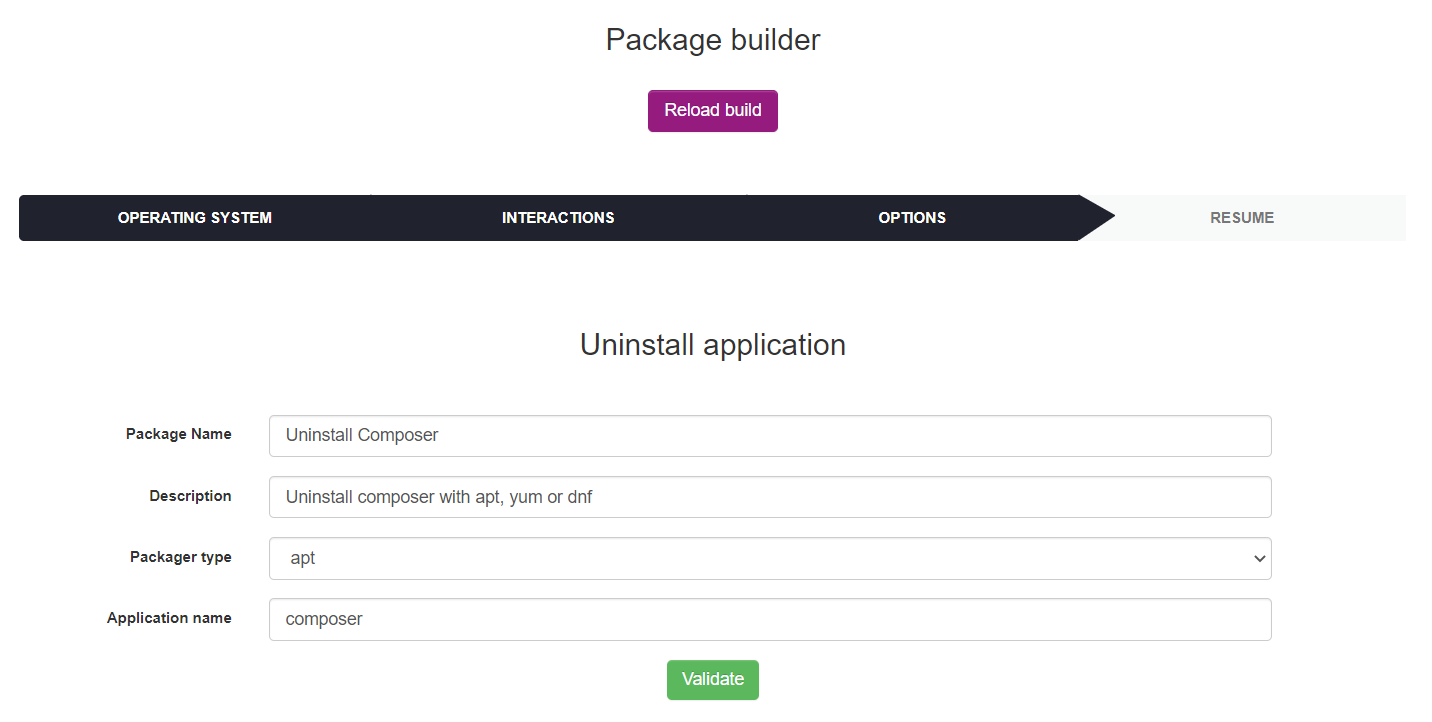 Package builder
Reload build
OPERATING SYSTEM INTERACTIONS OPTIONS RESUME
Uninstall application
Package Name Uninstall Composer
Description Uninstall composer with apt, yum or dnf
Packager type apt
Application name composer
Validate